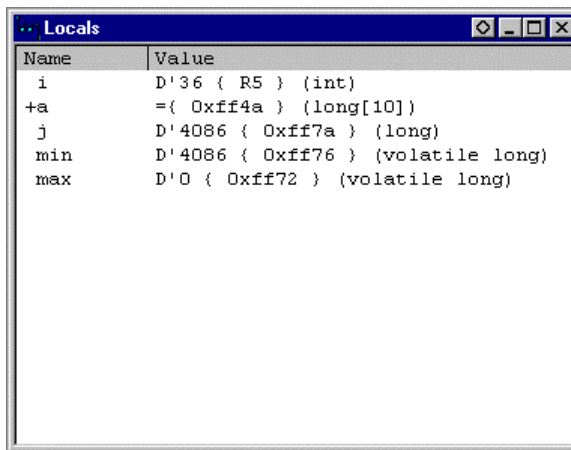 Locals
Name Value
i D'36 { R5 } (int)
+a ={ 0xff4a } (long[10])
j D'4086 { 0xff7a } (long)
min D'4086 { 0xff76 } (volatile long)
max D'0 { 0xff72 } (volatile long)